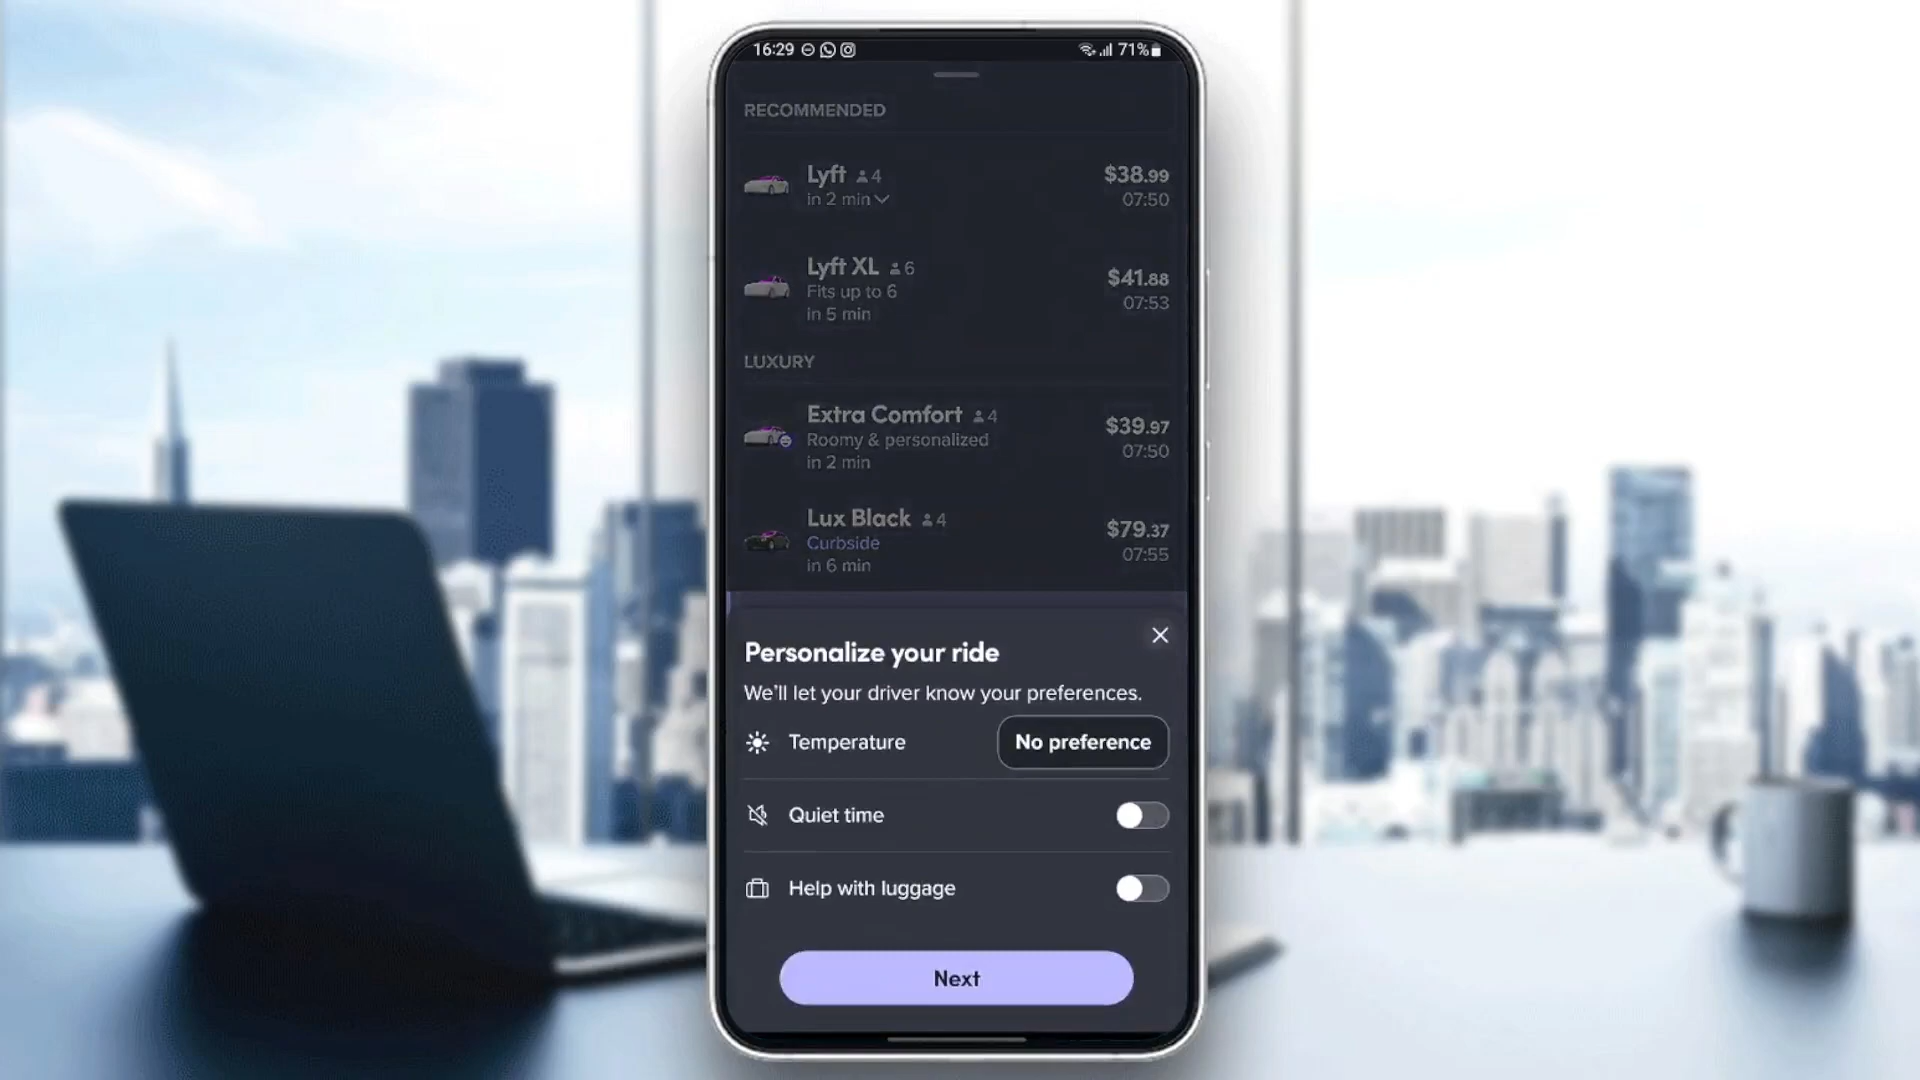 16:29 71%
RECOMMENDED
Lyft 4 $38.99
in 2 min 07:50
Lyft XL 6 $41.88
Fits up to 6 07:53
in 5 min
LUXURY
Extra Comfort 4 $39.97
Roomy & personalized 07:50
in 2 min
Lux Black 4 $79.37
Curbside 07:55
in 6 min
Personalize your ride
We'll let your driver know your preferences.
Temperature No preference
Quiet time
Help with luggage
Next